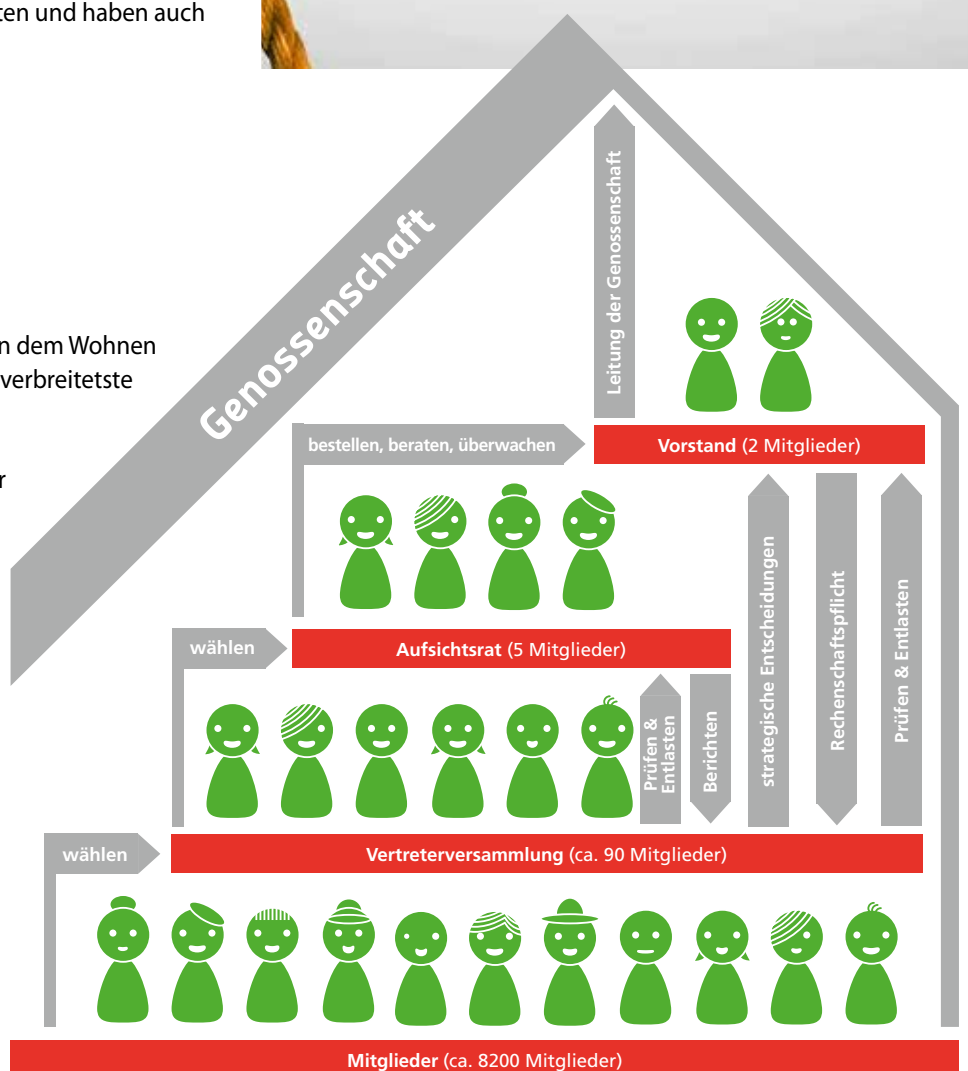 ten und haben auch
n dem Wohnen
verbreitetste
r
Genossenschaft
Leitung der Genossenschaft
bestellen, beraten, überwachen
Vorstand (2 Mitglieder)
wählen
Aufsichtsrat (5 Mitglieder)
Prüfen &
Entlasten
Berichten
strategische Entscheidungen
Rechenschaftspflicht
Prüfen & Entlasten
wählen
Vertreterversammlung (ca. 90 Mitglieder)
Mitglieder (ca. 8200 Mitglieder)